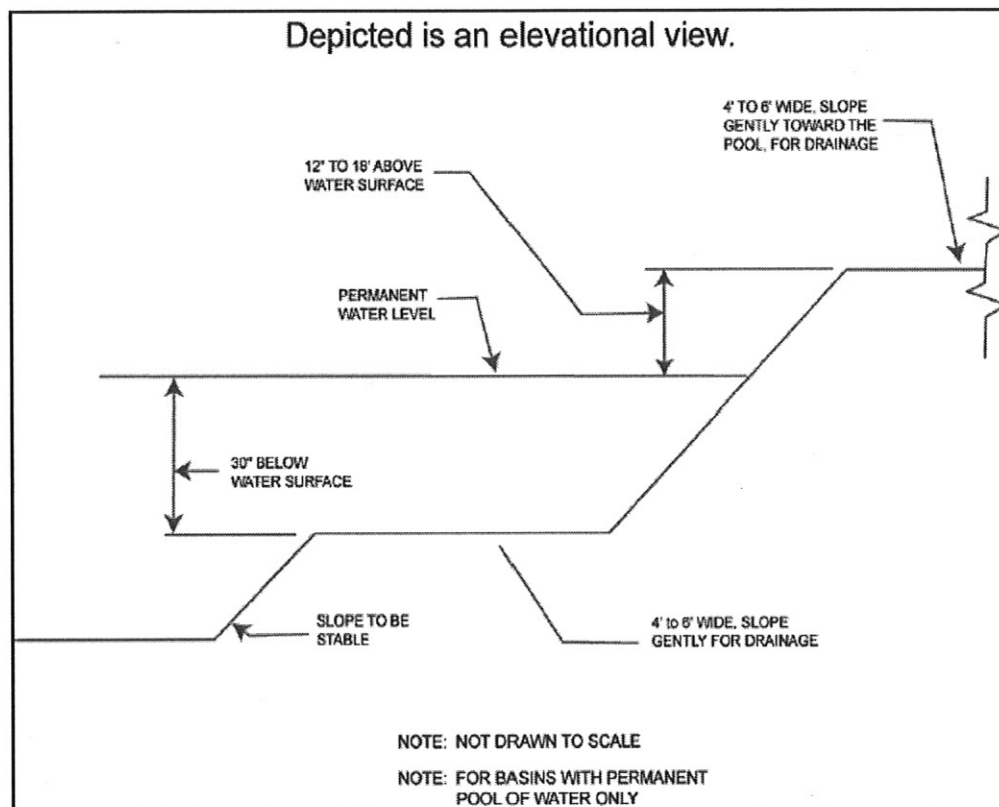 Depicted is an elevational view.
4' TO 6' WIDE, SLOPE
GENTLY TOWARD THE
POOL, FOR DRAINAGE
12" TO 18' ABOVE
WATER SURFACE
PERMANENT
WATER LEVEL
30" BELOW
WATER SURFACE
SLOPE TO BE
STABLE
4' to 6' WIDE, SLOPE
GENTLY FOR DRAINAGE
NOTE: NOT DRAWN TO SCALE
NOTE: FOR BASINS WITH PERMANENT
POOL OF WATER ONLY